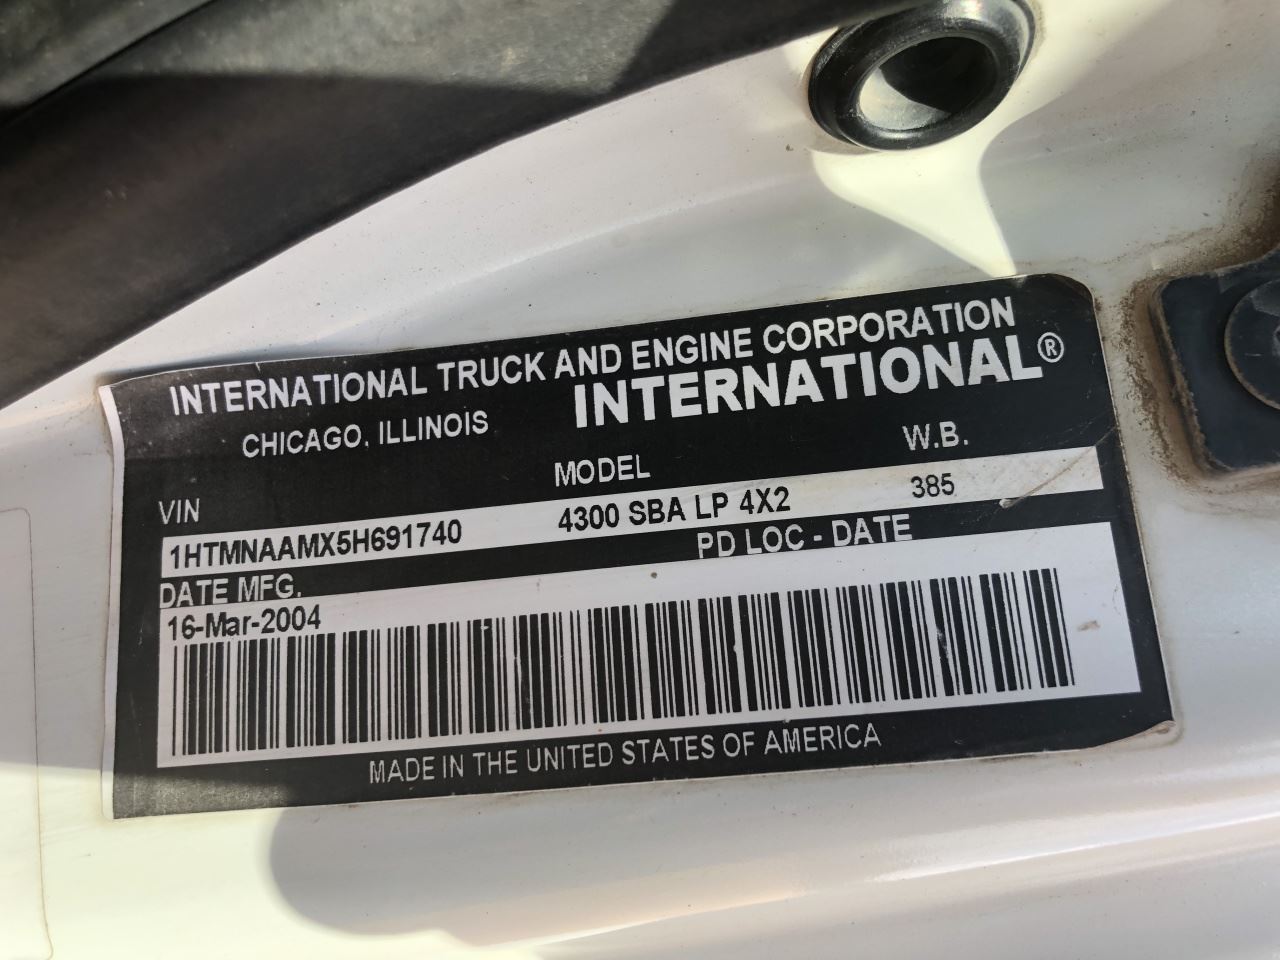 INTERNATIONAL TRUCK AND ENGINE CORPORATION
CHICAGO, ILLINOIS INTERNATIONAL®
VIN MODEL W.B.
1HTMNAAMX5H691740 4300 SBA LP 4X2 385
DATE MFG. PD LOC - DATE
16-Mar-2004
MADE IN THE UNITED STATES OF AMERICA